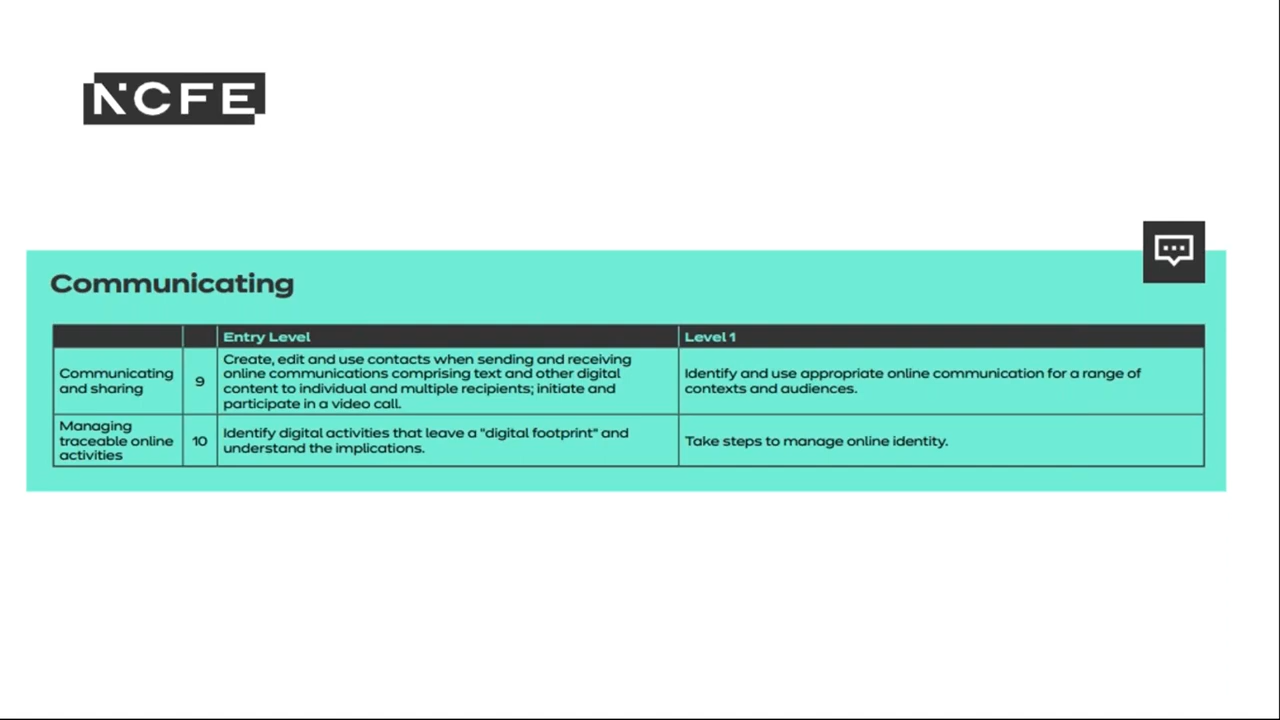 NCFE
Communicating
Entry Level
Level 1
Communicating
and sharing
9
Create, edit and use contacts when sending and receiving
online communications comprising text and other digital
content to individual and multiple recipients; initiate and
participate in a video call.
Identify and use appropriate online communication for a range of
contexts and audiences.
Managing
traceable online
activities
10
Identify digital activities that leave a "digital footprint" and
understand the implications.
Take steps to manage online identity.